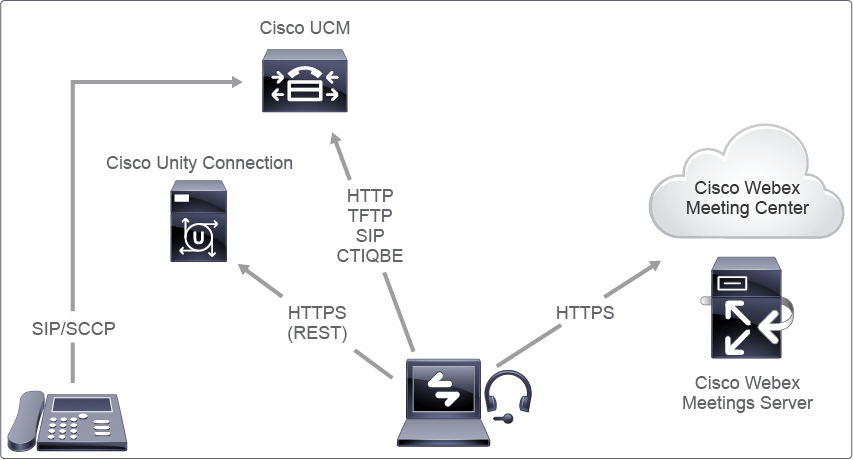 Cisco UCM
Cisco Unity Connection
U
HTTP
TFTP
SIP
CTIQBE
Cisco Webex
Meeting Center
HTTPS
(REST)
HTTPS
SIP/SCCP
Cisco Webex
Meetings Server